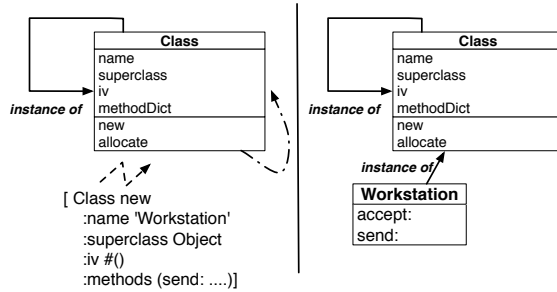 Class
name
superclass
iv
methodDict
new
allocate
instance of
[ Class new
:name 'Workstation'
:superclass Object
:iv #()
:methods (send: ....)]
Class
name
superclass
iv
methodDict
new
allocate
instance of
instance of
Workstation
accept:
send: